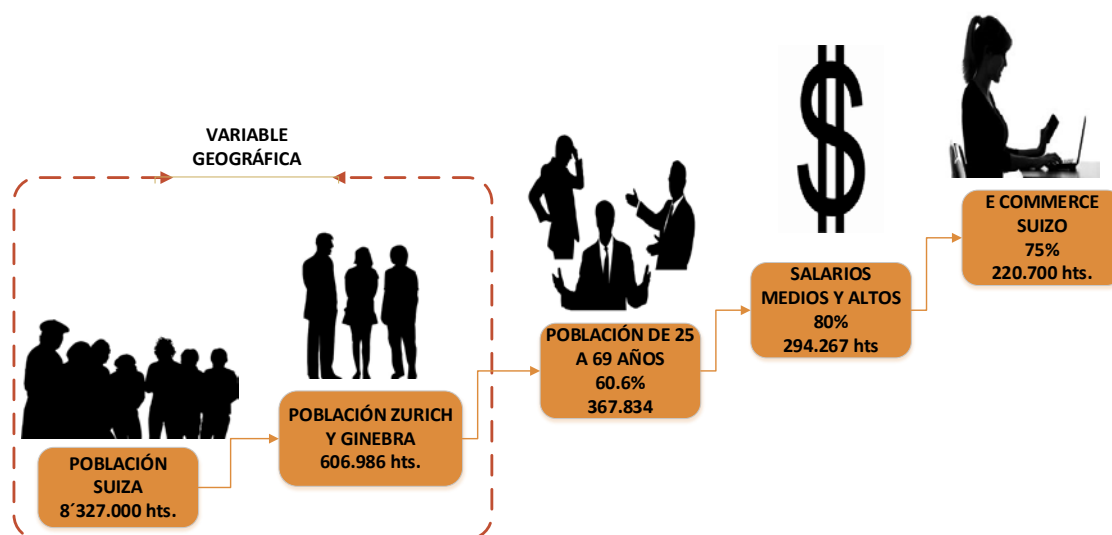 VARIABLE
GEOGRÁFICA
POBLACIÓN
SUIZA
8´327.000 hts.
POBLACIÓN ZURICH
Y GINEBRA
606.986 hts.
POBLACIÓN DE 25
A 69 AÑOS
60.6%
367.834
SALARIOS
MEDIOS Y ALTOS
80%
294.267 hts
E COMMERCE
SUIZO
75%
220.700 hts.